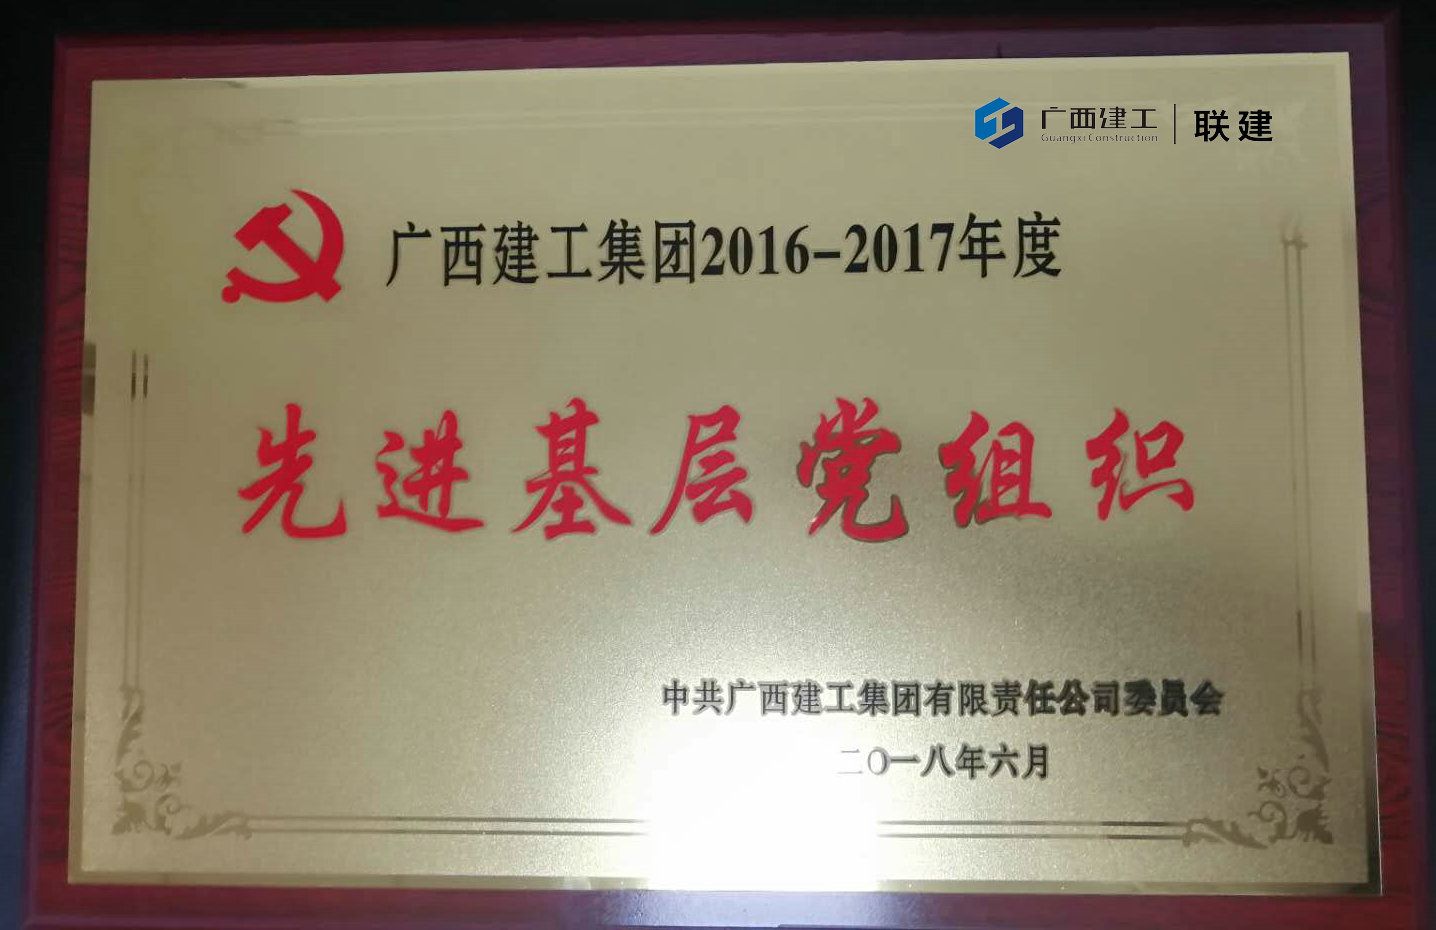 广西建工 | 联建
Guangxi Construction
广西建工集团2016-2017年度
先进基层党组织
中共广西建工集团有限责任公司委员会
二〇一八年六月